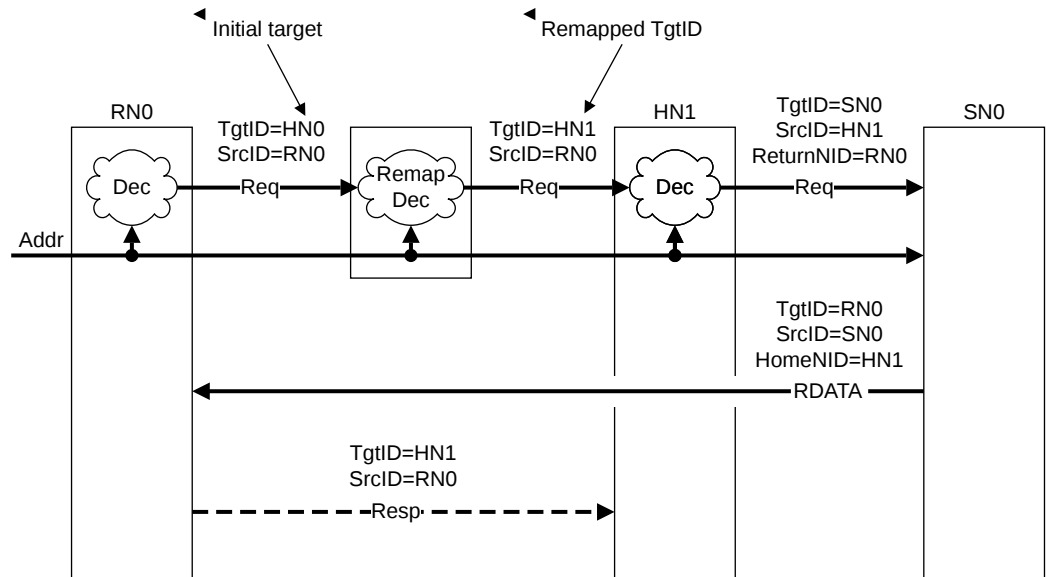 Initial target
Remapped TgtID
RN0
TgtID=HN0
SrcID=RN0
TgtID=HN1
SrcID=RN0
HN1
TgtID=SN0
SrcID=HN1
ReturnNID=RN0
SN0
Dec
Req
Remap
Dec
Req
Dec
Req
Addr
TgtID=RN0
SrcID=SN0
HomeNID=HN1
RDATA
TgtID=HN1
SrcID=RN0
Resp